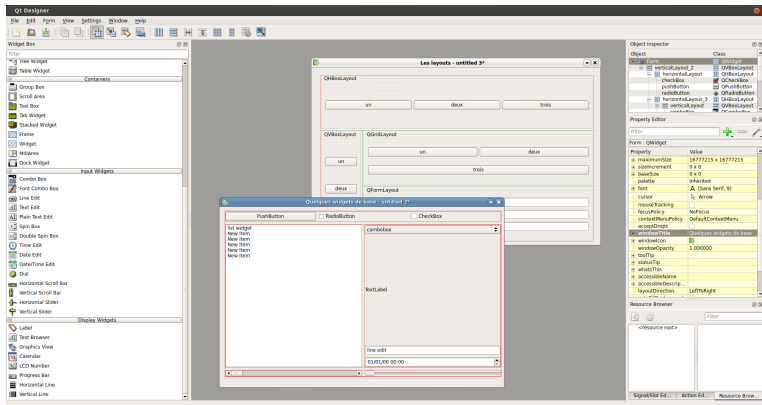 Qt Designer
File Edit Form View Settings Window Help
Widget Box
Filter
Tree Widget
Table Widget
Containers
Group Box
Scroll Area
Tool Box
Tab Widget
Stacked Widget
Frame
Widget
MdiArea
Dock Widget
Input Widgets
Combo Box
Font Combo Box
Line Edit
Text Edit
Plain Text Edit
Spin Box
Double Spin Box
Time Edit
Date Edit
Date/Time Edit
Dial
Horizontal Scroll Bar
Vertical Scroll Bar
Horizontal Slider
Vertical Slider
Display Widgets
Label
Text Browser
Graphics View
Calendar
LCD Number
Progress Bar
Horizontal Line
Vertical Line
Les layouts - untitled 3*
QHBoxLayout
un deux trois
QVBoxLayout QGridLayout
un deux
un
trois
deux QFormLayout
Quelques widgets de base - untitled 2*
PushButton RadioButton CheckBox
list widget
New Item
New Item
New Item
New Item
New Item
combobox
TextLabel
line edit
01/01/00 00:00
Object Inspector
Object Class
Form QWidget
verticalLayout_2 QVBoxLayout
horizontalLayout QHBoxLayout
checkBox QCheckBox
pushButton QPushButton
radioButton QRadioButton
horizontalLayout_3 QHBoxLayout
verticalLayout QVBoxLayout
comboBox QComboBox
Property Editor
Filter
Form : QWidget
Property Value
maximumSize 16777215 x 16777215
sizeIncrement 0 x 0
baseSize 0 x 0
palette Inherited
font A [Sans Serif, 9]
cursor Arrow
mouseTracking
focusPolicy NoFocus
contextMenuPolicy DefaultContextMenu
acceptDrops
windowTitle Quelques widgets de base
windowIcon
windowOpacity 1.000000
toolTip
statusTip
whatsThis
accessibleName
accessibleDescrip...
layoutDirection LeftToRight
Resource Browser
Filter
<resource root>
Signal/Slot Ed... Action Ed... Resource Brow...